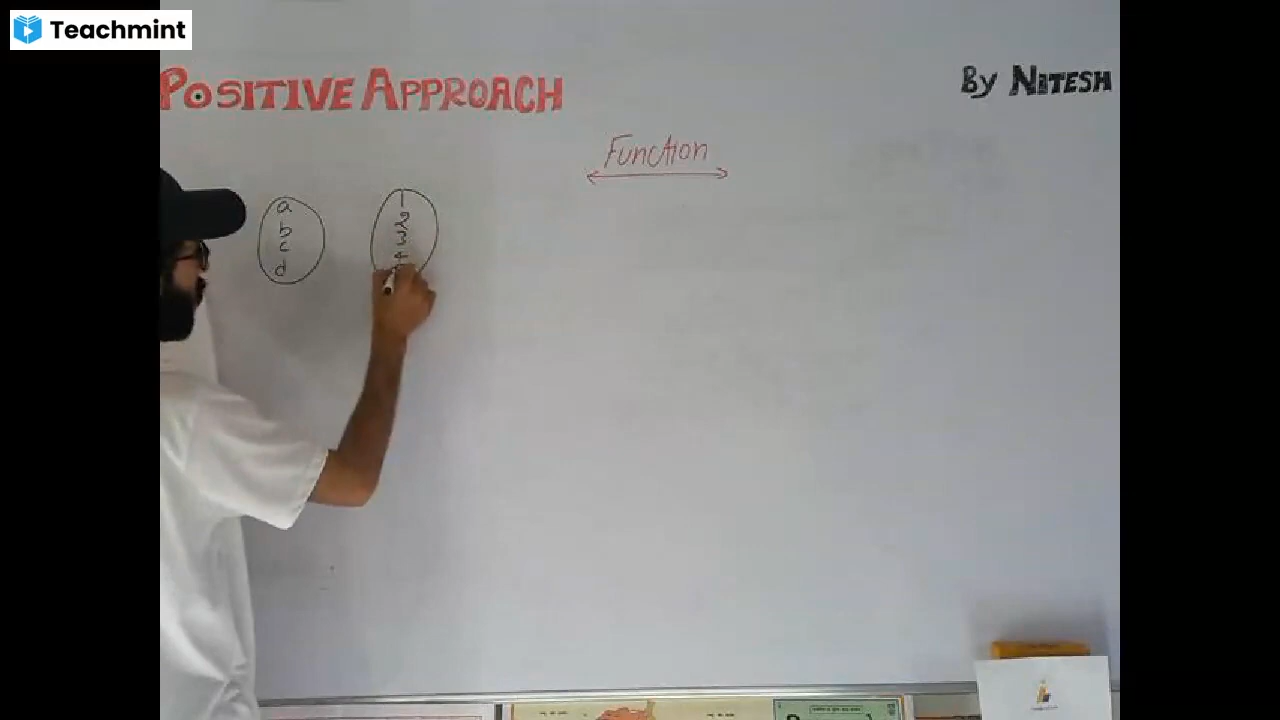 Teachmint
POSITIVE APPROACH
By NITESH
Function
a
b
c
d
1
2
3
4